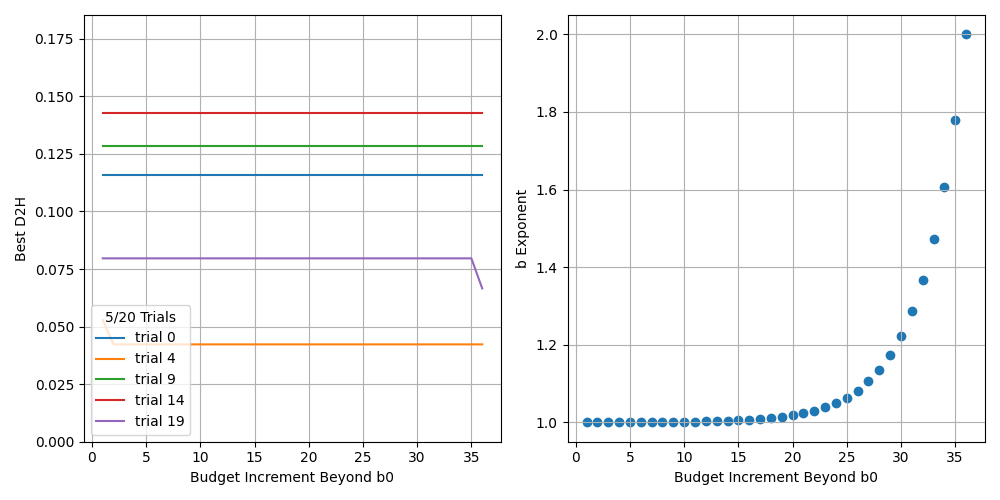 0.175
0.150
0.125
0.100
0.075
0.050
0.025
0.000
Best D2H
5/20 Trials
trial 0
trial 4
trial 9
trial 14
trial 19
0 5 10 15 20 25 30 35
Budget Increment Beyond b0
2.0
1.8
1.6
1.4
1.2
1.0
b Exponent
0 5 10 15 20 25 30 35
Budget Increment Beyond b0